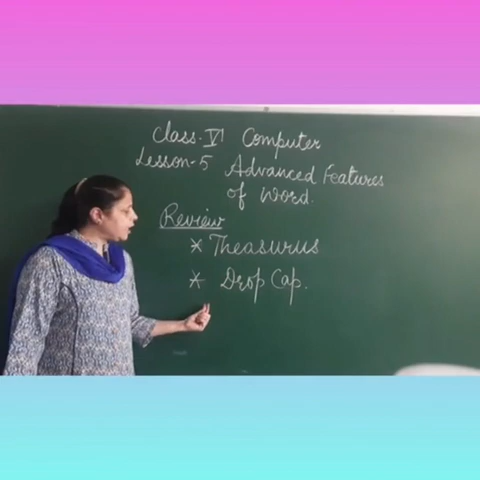 Class-VI Computer
Lesson-5 Advanced Features
of Word.
Review
* Theasurus
* Drop Cap.